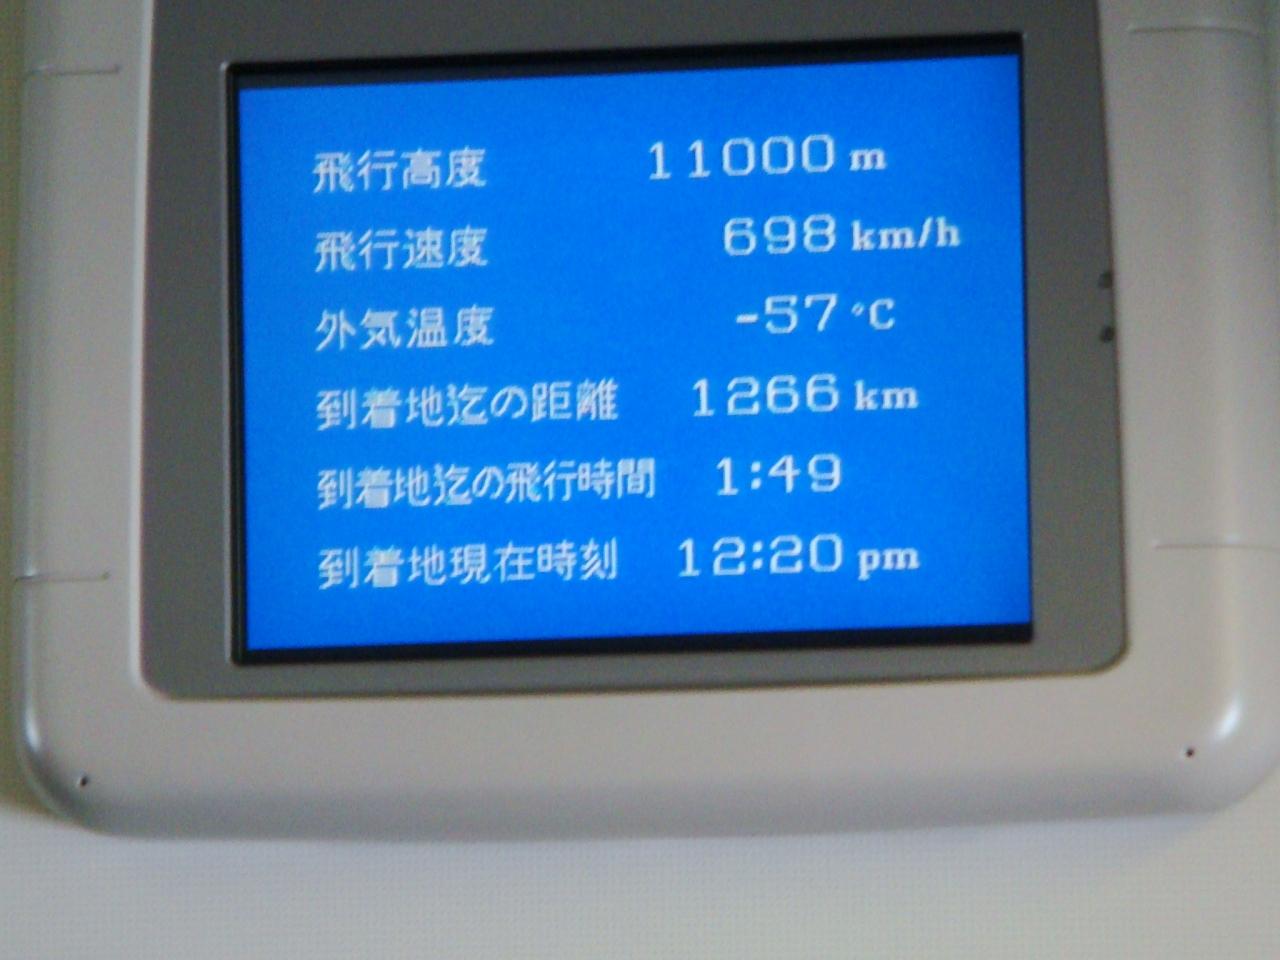 飛行高度 11000 m
飛行速度 698 km/h
外気温度 -57 °C
到着地迄の距離 1266 km
到着地迄の飛行時間 1:49
到着地現在時刻 12:20 pm